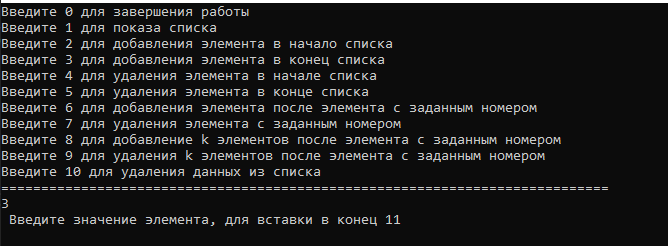 Введите 0 для завершения работы
Введите 1 для показа списка
Введите 2 для добавления элемента в начало списка
Введите 3 для добавления элемента в конец списка
Введите 4 для удаления элемента в начале списка
Введите 5 для удаления элемента в конце списка
Введите 6 для добавления элемента после элемента с заданным номером
Введите 7 для удаления элемента с заданным номером
Введите 8 для добавление k элементов после элемента с заданным номером
Введите 9 для удаления k элементов после элемента с заданным номером
Введите 10 для удаления данных из списка
============================================================================
3
Введите значение элемента, для вставки в конец 11